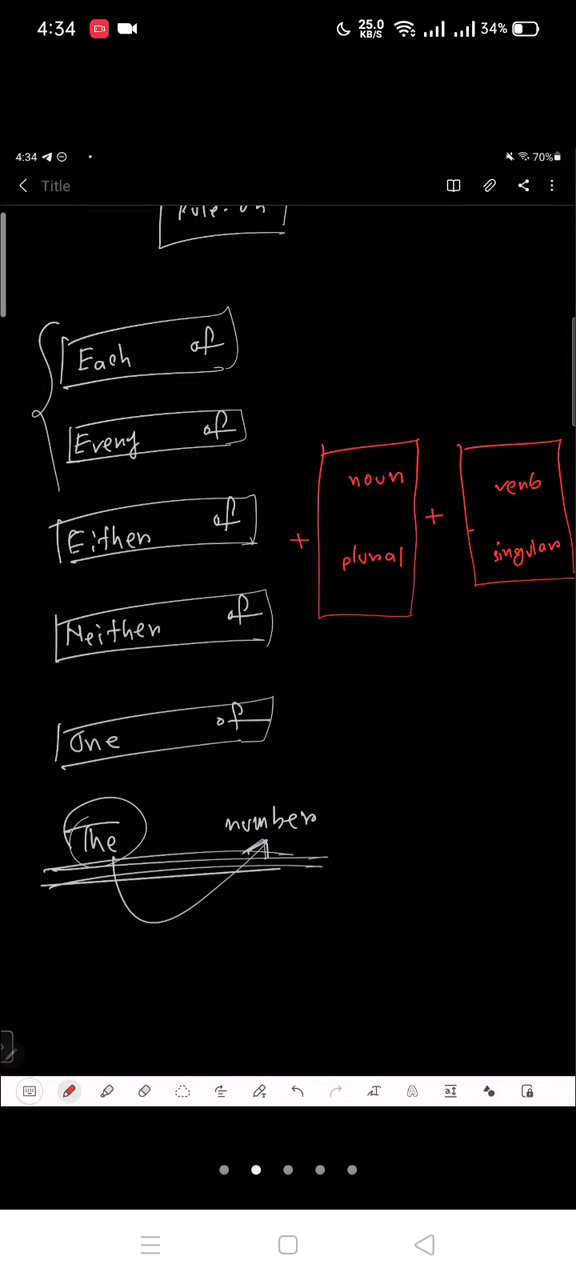 4:34 25.0 KB/S 34%
4:34 70%
Title
Each of
Every of
Either of
+ noun plural + verb singular
Neither of
One of
The number